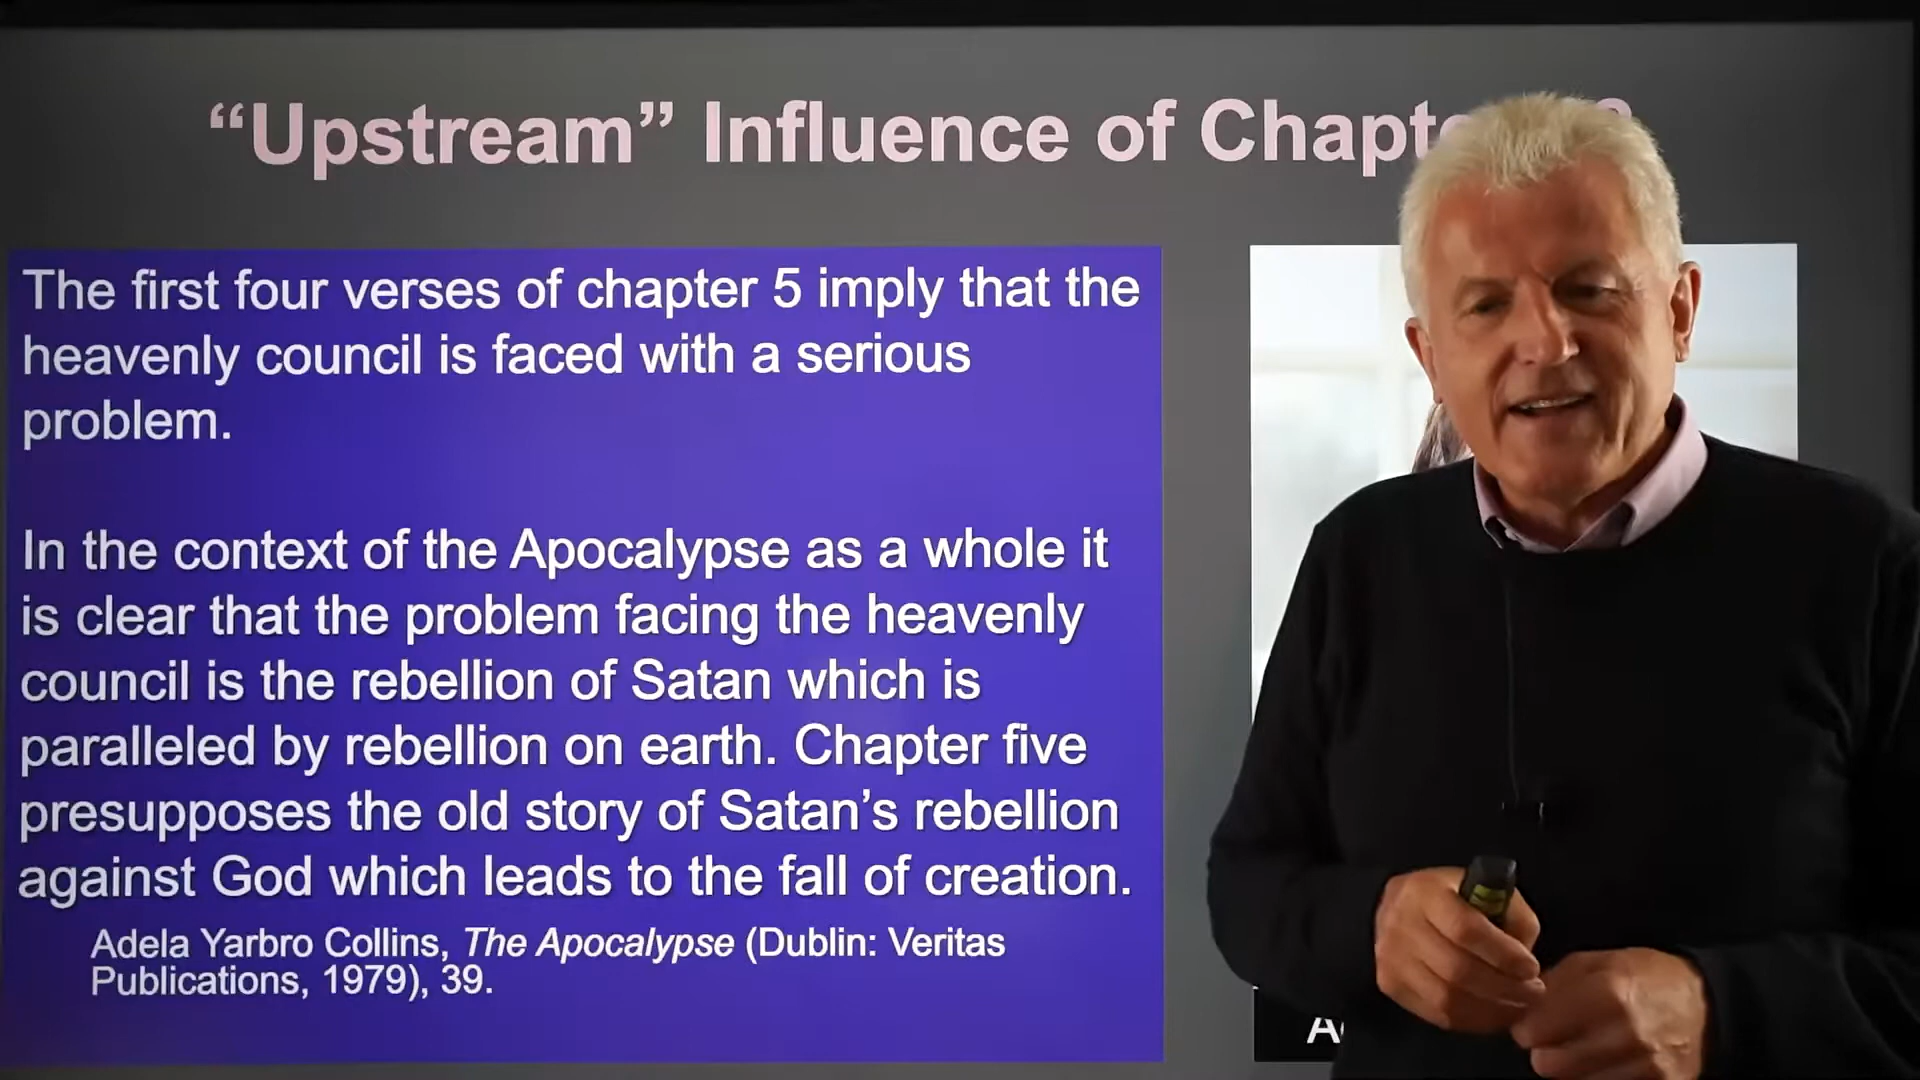 “Upstream” Influence of
The first four verses of chapter 5 imply that the
heavenly council is faced with a serious
problem.
In the context of the Apocalypse as a whole it
is clear that the problem facing the heavenly
council is the rebellion of Satan which is
paralleled by rebellion on earth. Chapter five
presupposes the old story of Satan’s rebellion
against God which leads to the fall of creation.
Adela Yarbro Collins, The Apocalypse (Dublin: Veritas
Publications, 1979), 39.